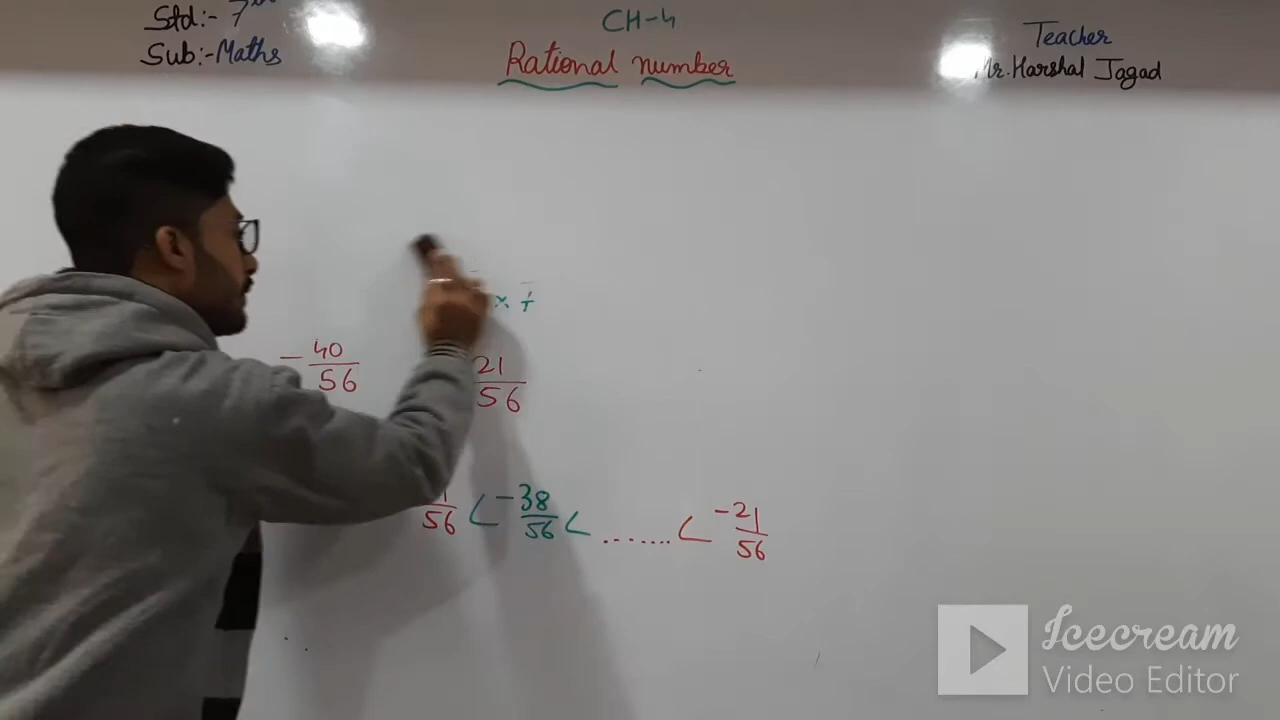 Std:- 7th
Sub:- Maths
CH-4
Rational number
Teacher
Mr. Harshal Jagad
× 7
- 40/56
21/56
56 < -38/56 < ....... < -21/56
Icecream
Video Editor